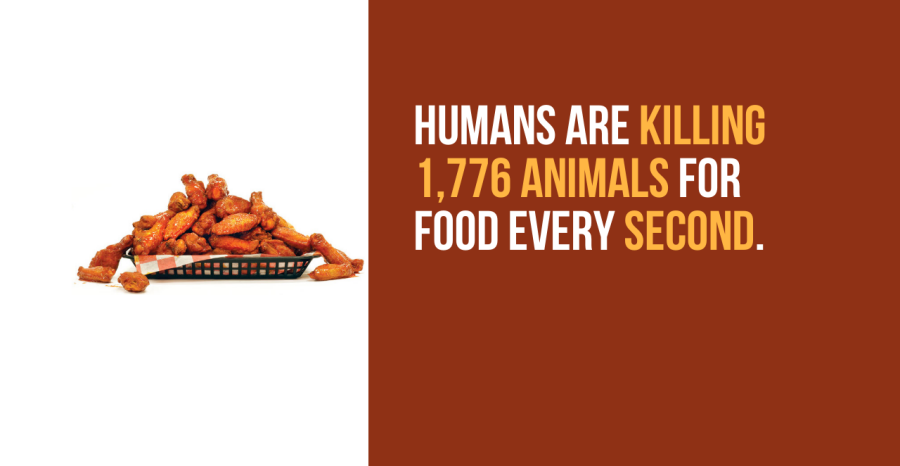 HUMANS ARE KILLING
1,776 ANIMALS FOR
FOOD EVERY SECOND.